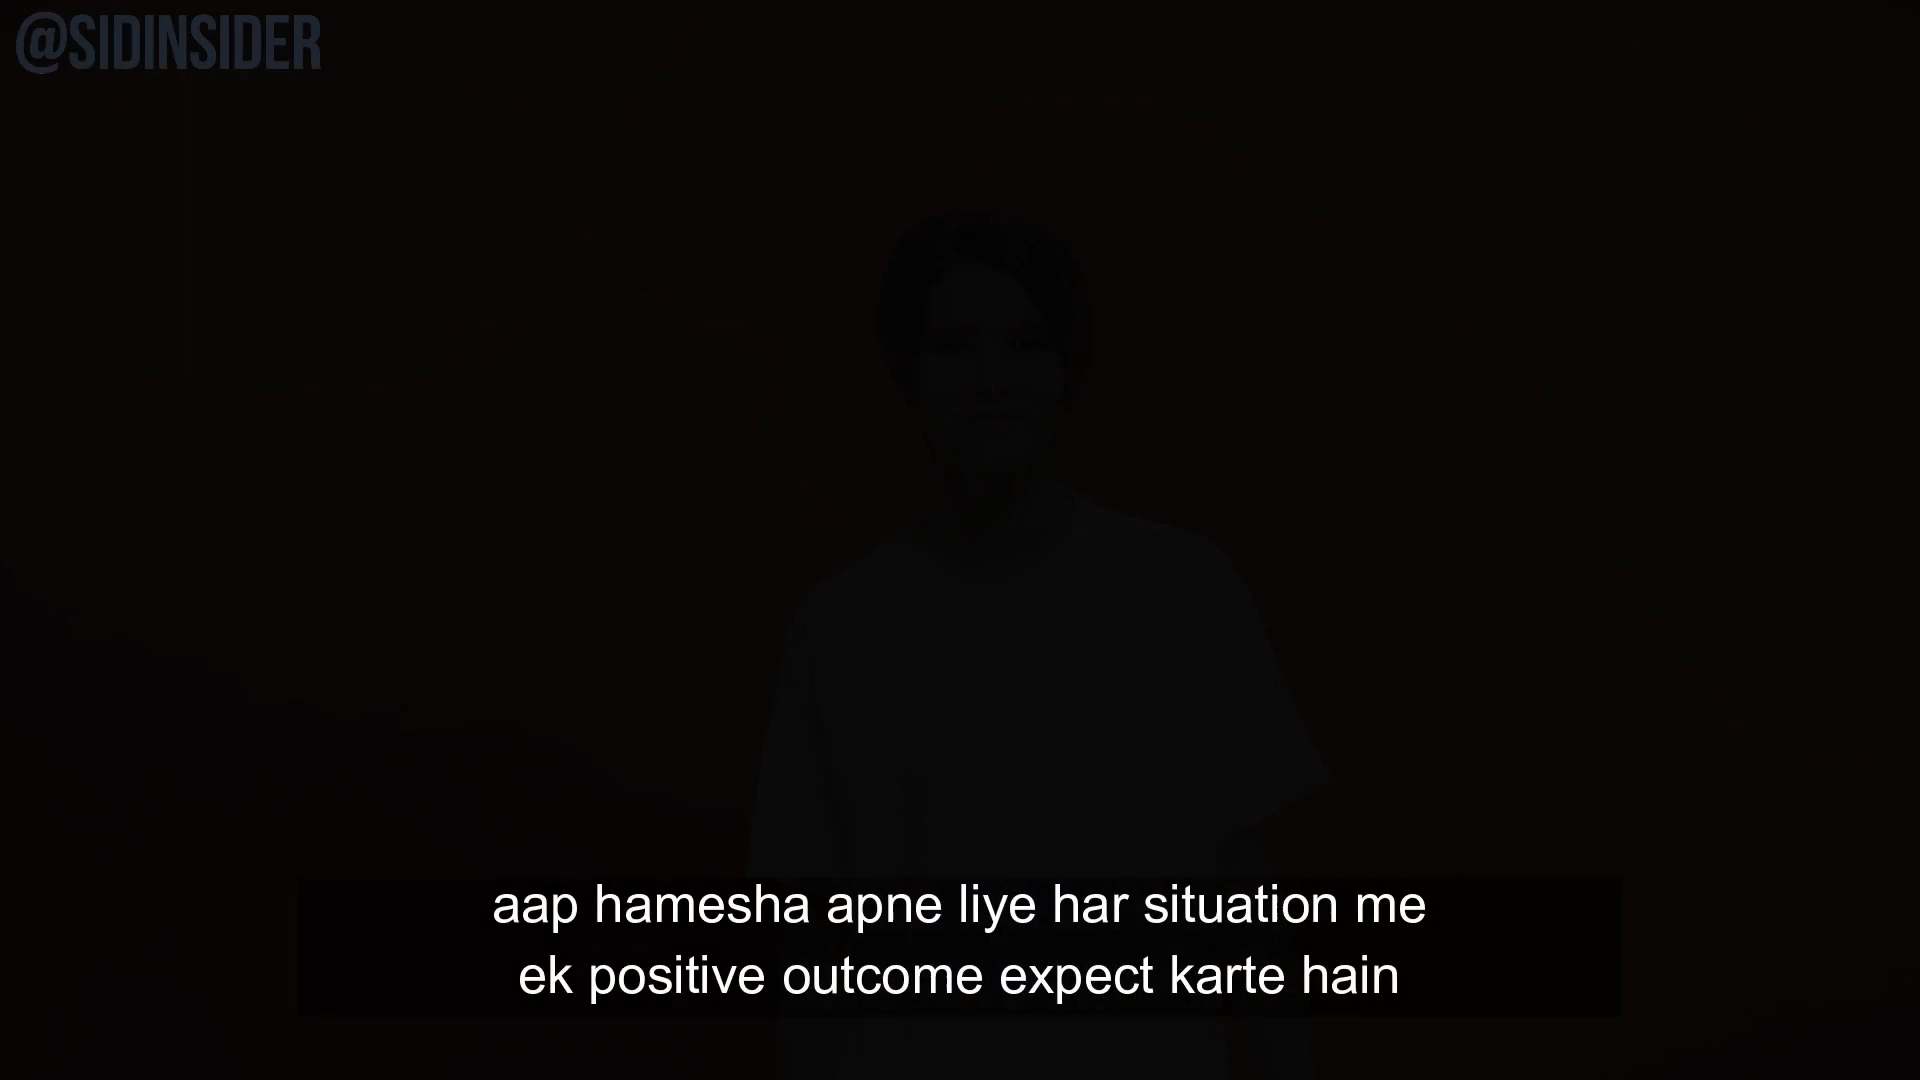 @SIDINSIDER
aap hamesha apne liye har situation me
ek positive outcome expect karte hain